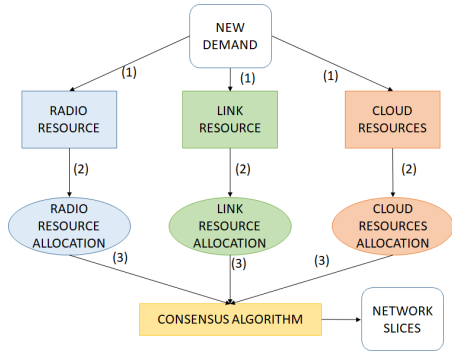 NEW
DEMAND
(1)
(1)
(1)
RADIO
RESOURCE
LINK
RESOURCE
CLOUD
RESOURCES
(2)
(2)
(2)
RADIO
RESOURCE
ALLOCATION
LINK
RESOURCE
ALLOCATION
CLOUD
RESOURCES
ALLOCATION
(3)
(3)
(3)
CONSENSUS ALGORITHM
NETWORK
SLICES